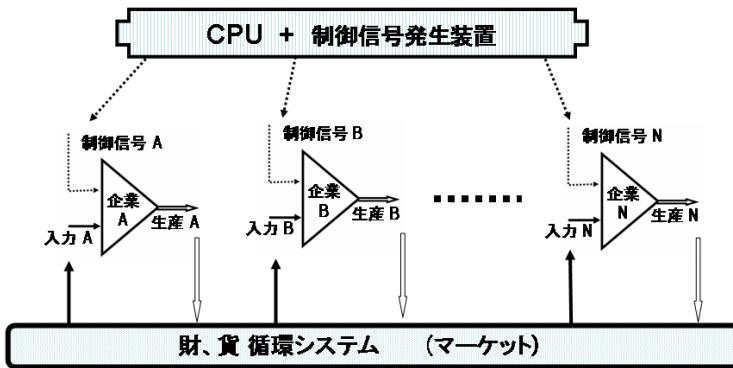 CPU + 制御信号発生装置
制御信号 A
制御信号 B
制御信号 N
企業
A
企業
B
企業
N
入力 A
生産 A
入力 B
生産 B
入力 N
生産 N
財、貨 循環システム (マーケット)